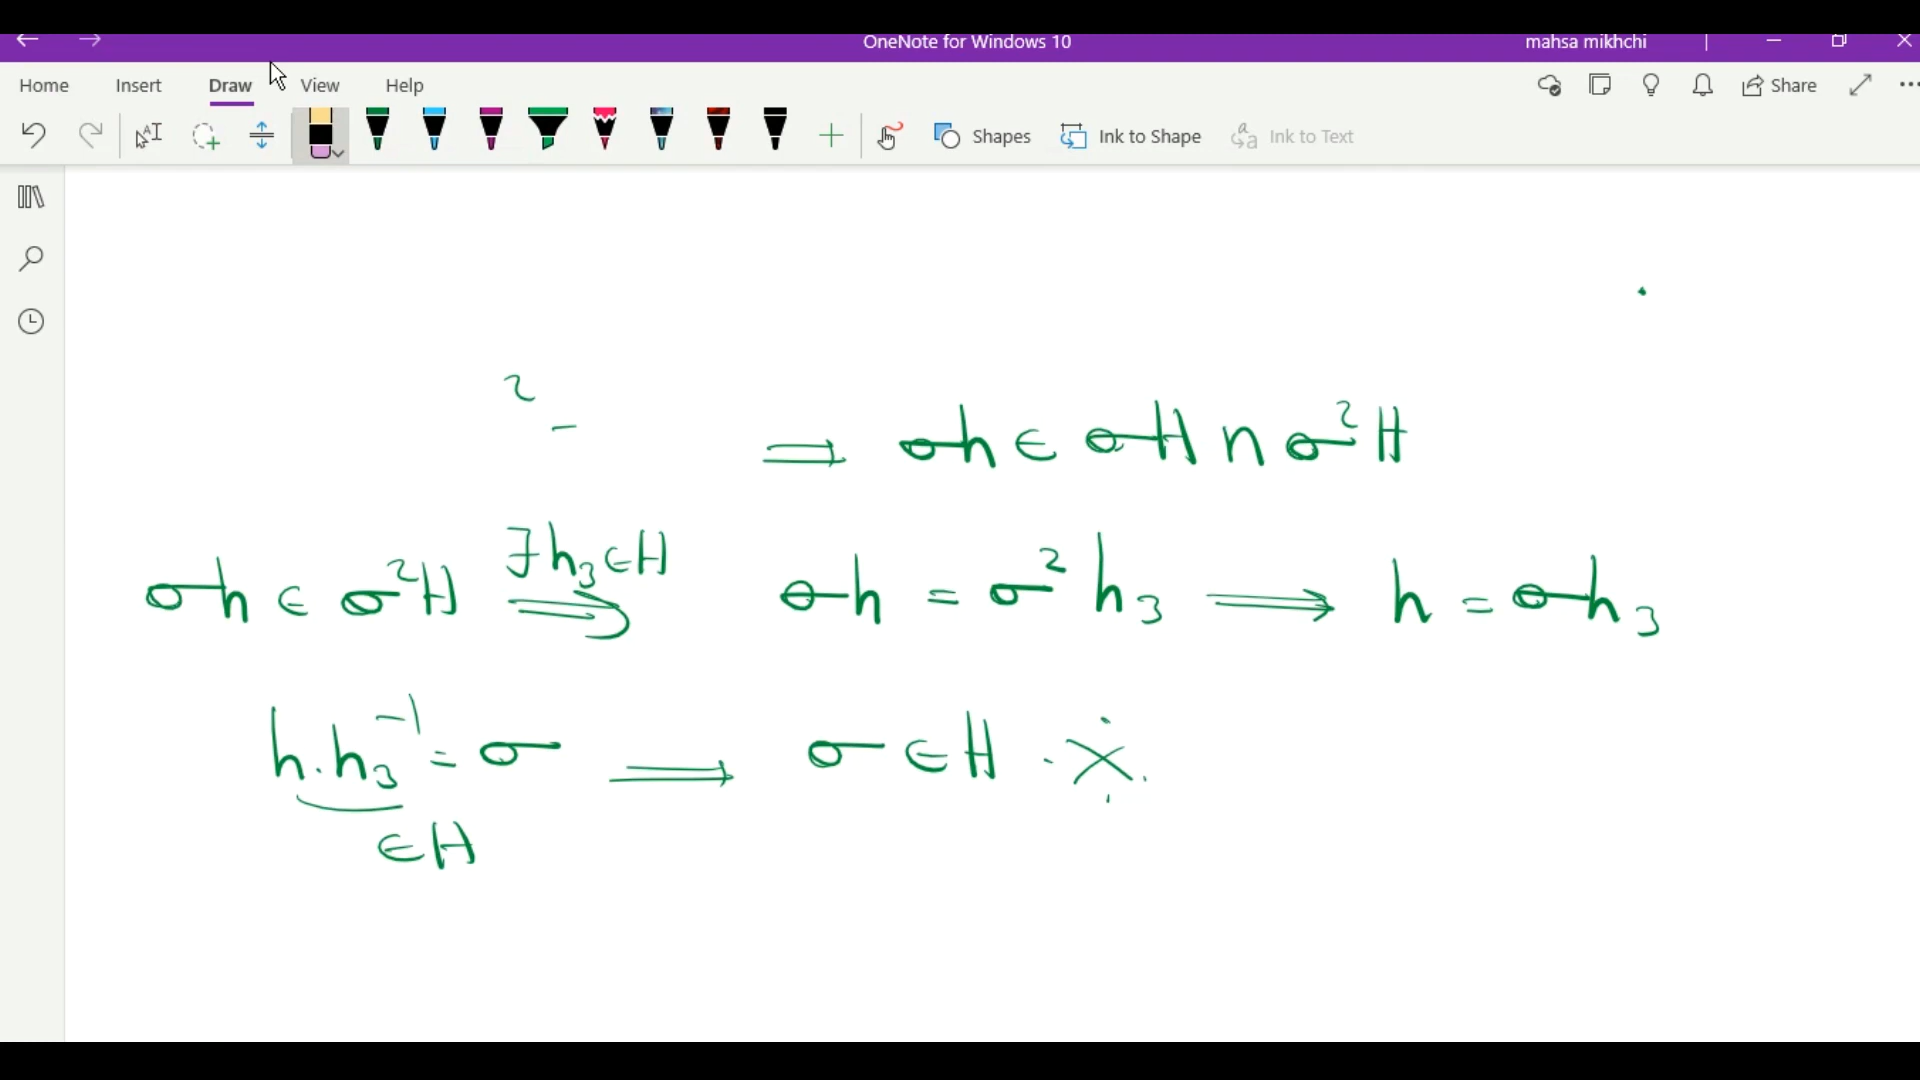 OneNote for Windows 10
mahsa mikhchi
Home Insert Draw View Help
Share
Shapes Ink to Shape Ink to Text
2
–
⇒ σh ∈ σH ∩ σ²H
σh ∈ σ²H ⇒ ∃h₃∈H σh = σ²h₃ ⟹ h = σh₃
h.h₃⁻¹ = σ ⟹ σ ∈ H . ※
∈H